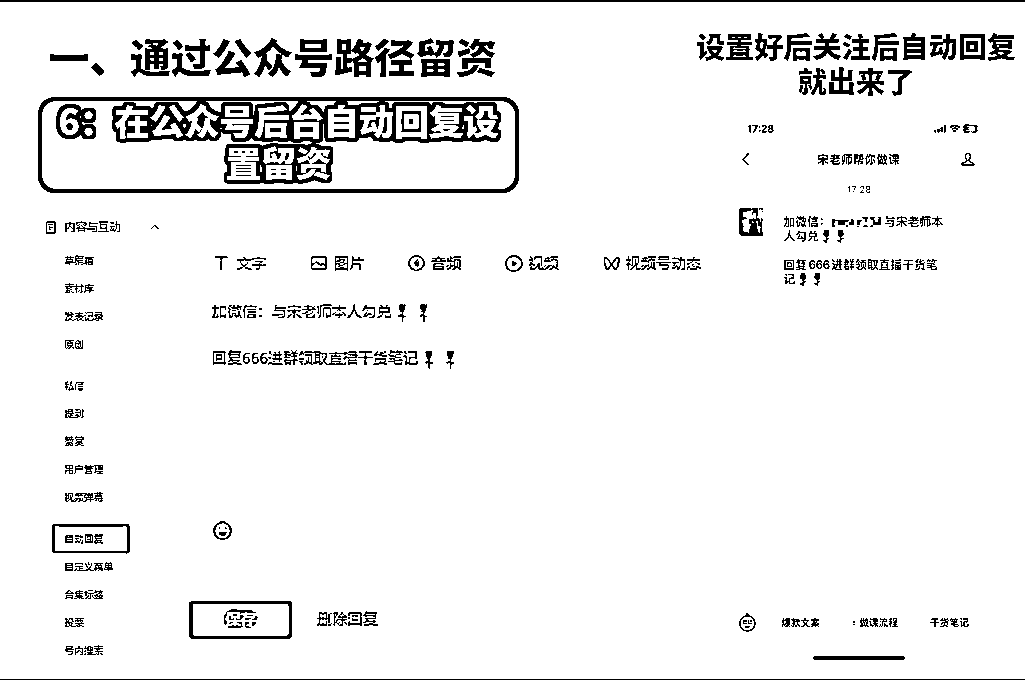 一、通过公众号路径留资
6：在公众号后台自动回复设
置留资
设置好后关注后自动回复
就出来了
内容与互动
草稿箱
素材库
发表记录
原创
私信
提到
赞赏
用户管理
视频弹幕
自动回复
自定义菜单
合集标签
投票
号内搜索
文字
图片
音频
视频
视频号动态
加微信：与宋老师本人勾兑
回复666进群领取直播干货笔记
保存
删除回复
17:28
宋老师帮你做课
17:28
加微信：
与宋老师本
人勾兑
回复666进群领取直播干货笔
记
爆款文案
做课流程
干货笔记